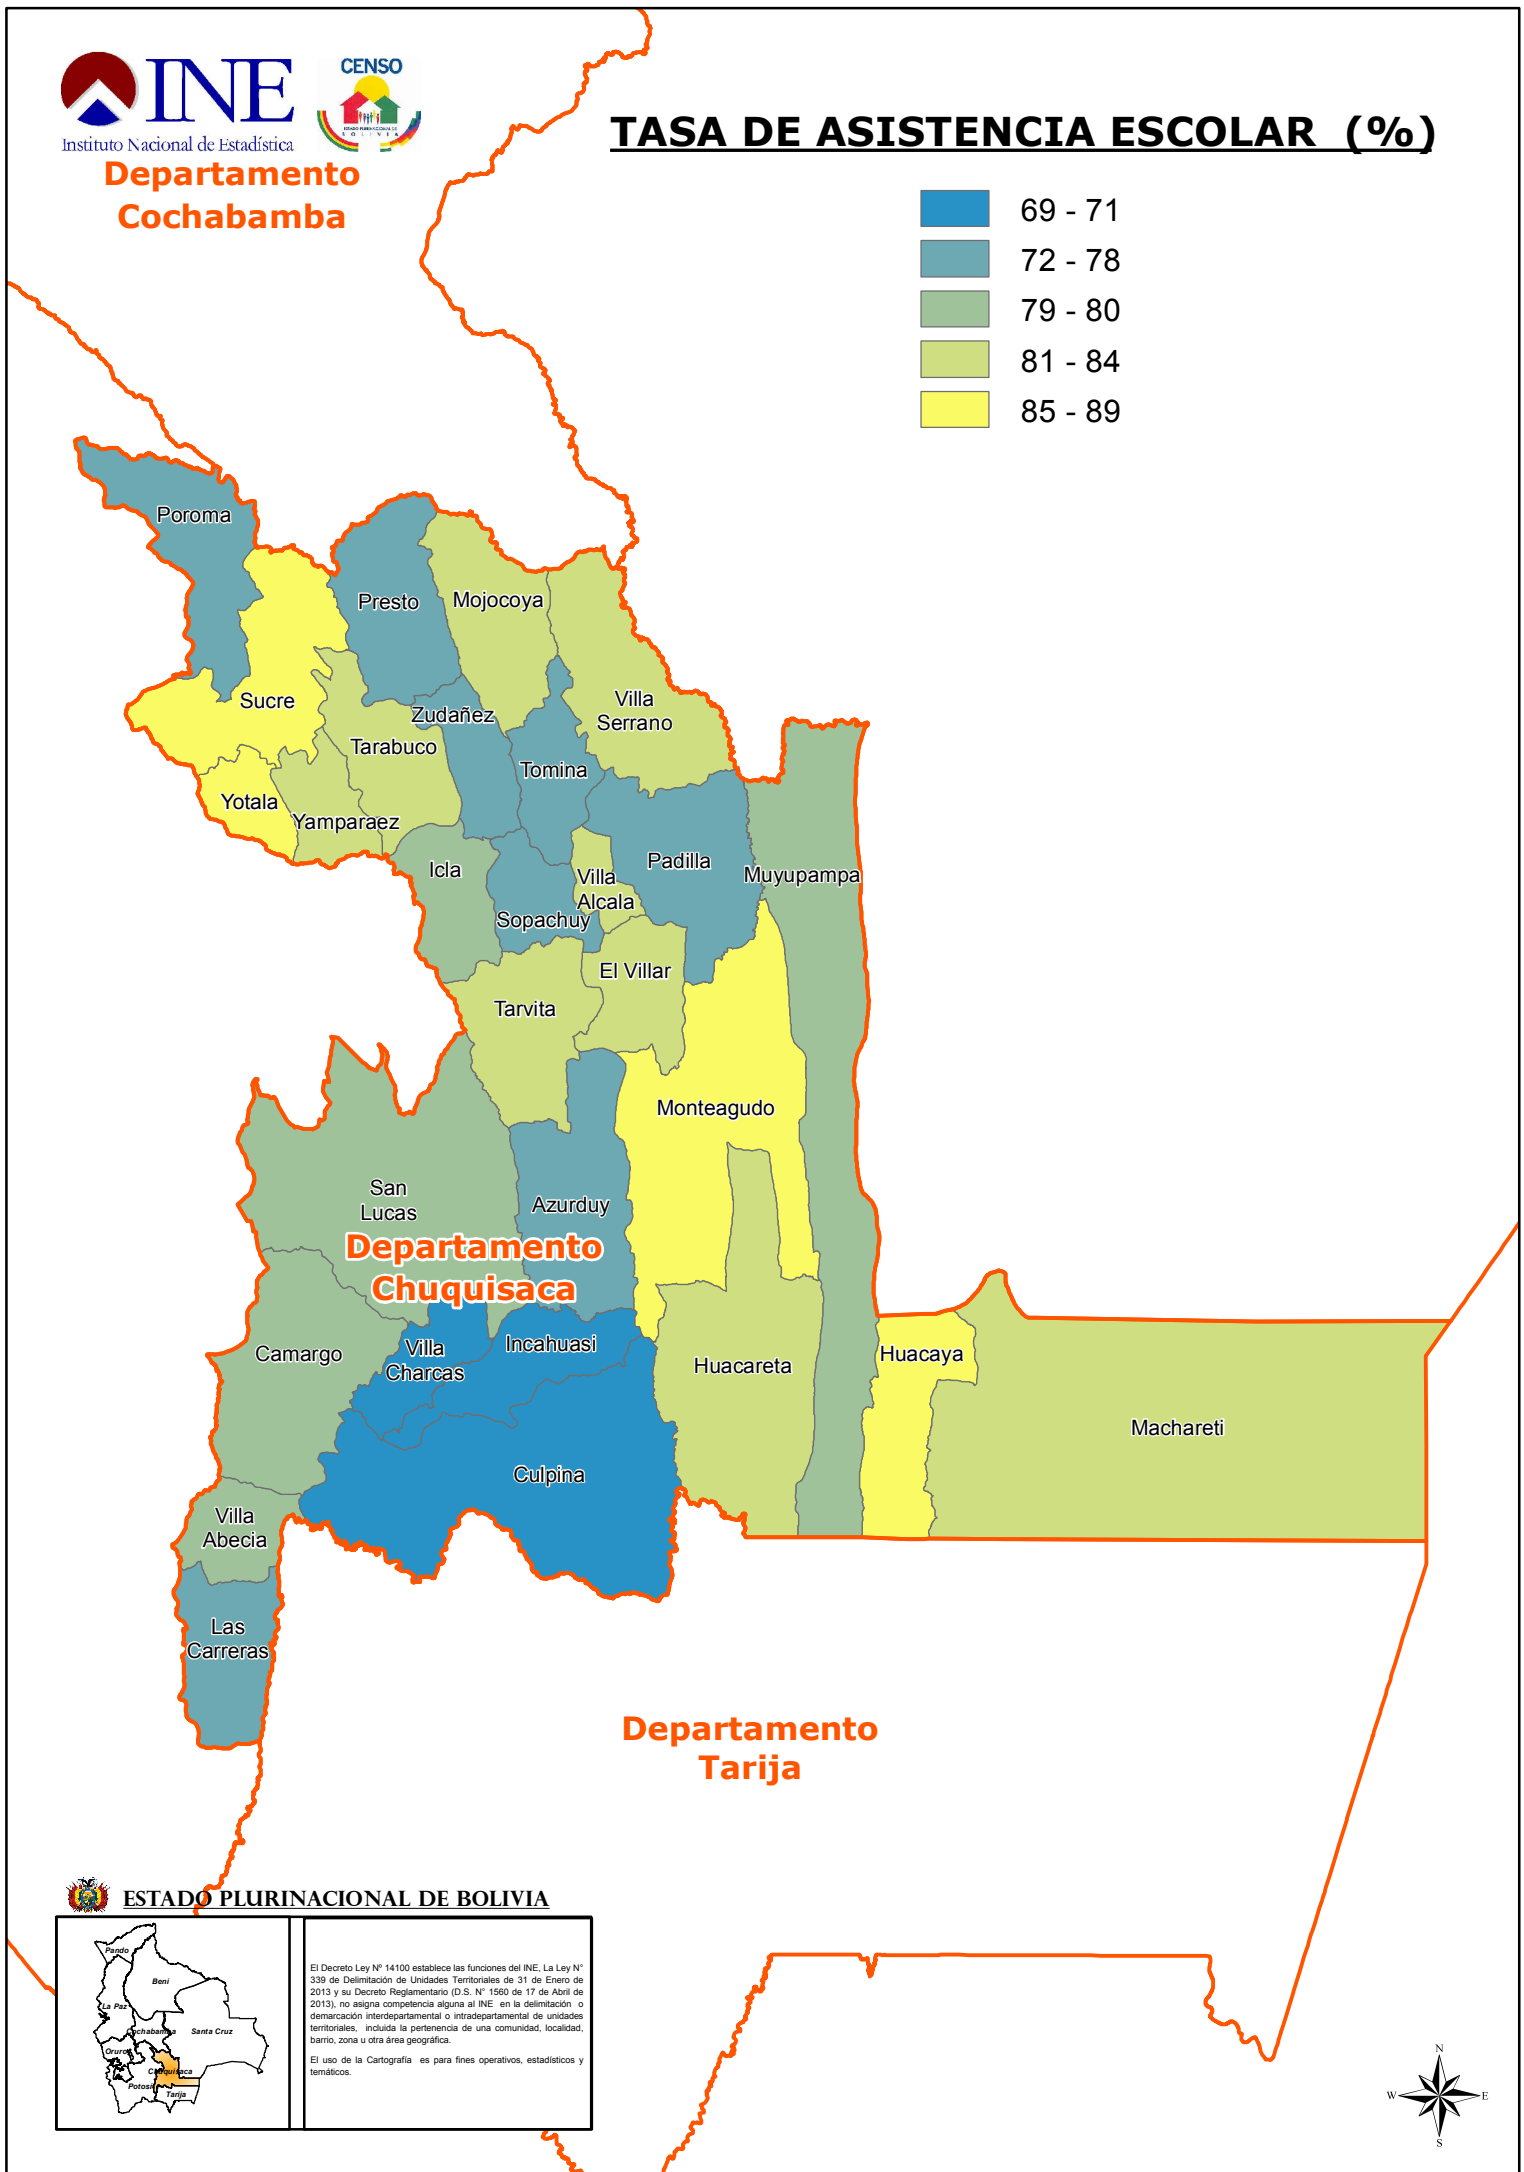 INE
Instituto Nacional de Estadística
CENSO
ESTADO PLURINACIONAL DE
BOLIVIA
TASA DE ASISTENCIA ESCOLAR (%)
Departamento
Cochabamba
69 - 71
72 - 78
79 - 80
81 - 84
85 - 89
Poroma
Presto
Mojocoya
Sucre
Zudañez
Villa
Serrano
Tarabuco
Tomina
Yotala
Yamparaez
Icla
Padilla
Muyupampa
Villa
Alcala
Sopachuy
El Villar
Tarvita
Monteagudo
San
Lucas
Azurduy
Departamento
Chuquisaca
Camargo
Villa
Charcas
Incahuasi
Huacareta
Huacaya
Machareti
Culpina
Villa
Abecia
Las
Carreras
Departamento
Tarija
ESTADO PLURINACIONAL DE BOLIVIA
Pando
Beni
La Paz
Cochabamba
Santa Cruz
Oruro
Chuquisaca
Potosi
Tarija
El Decreto Ley Nº 14100 establece las funciones del INE, La Ley N°
339 de Delimitación de Unidades Territoriales de 31 de Enero de
2013 y su Decreto Reglamentario (D.S. N° 1560 de 17 de Abril de
2013), no asigna competencia alguna al INE en la delimitación o
demarcación interdepartamental o intradepartamental de unidades
territoriales, incluida la pertenencia de una comunidad, localidad,
barrio, zona u otra área geográfica.
El uso de la Cartografía es para fines operativos, estadísticos y
temáticos.
N
W
E
S